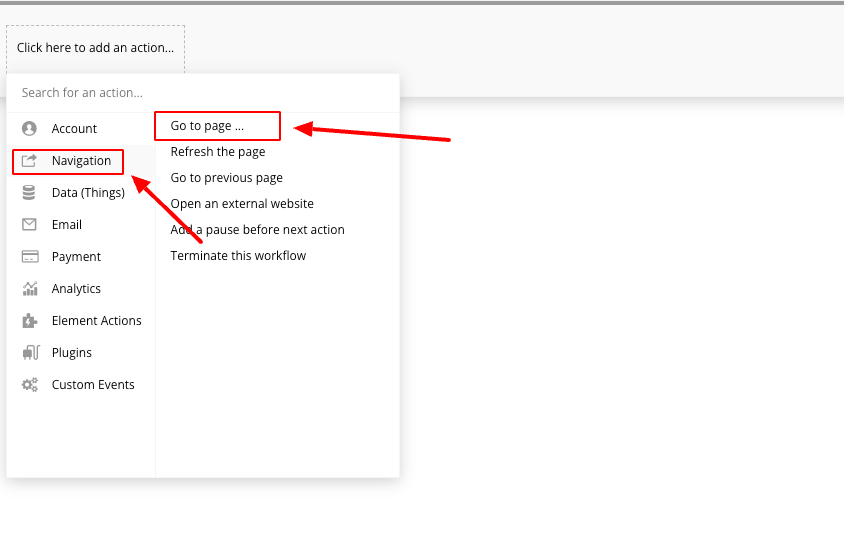 Click here to add an action...
Search for an action...
Account
Navigation
Data (Things)
Email
Payment
Analytics
Element Actions
Plugins
Custom Events
Go to page ...
Refresh the page
Go to previous page
Open an external website
Add a pause before next action
Terminate this workflow